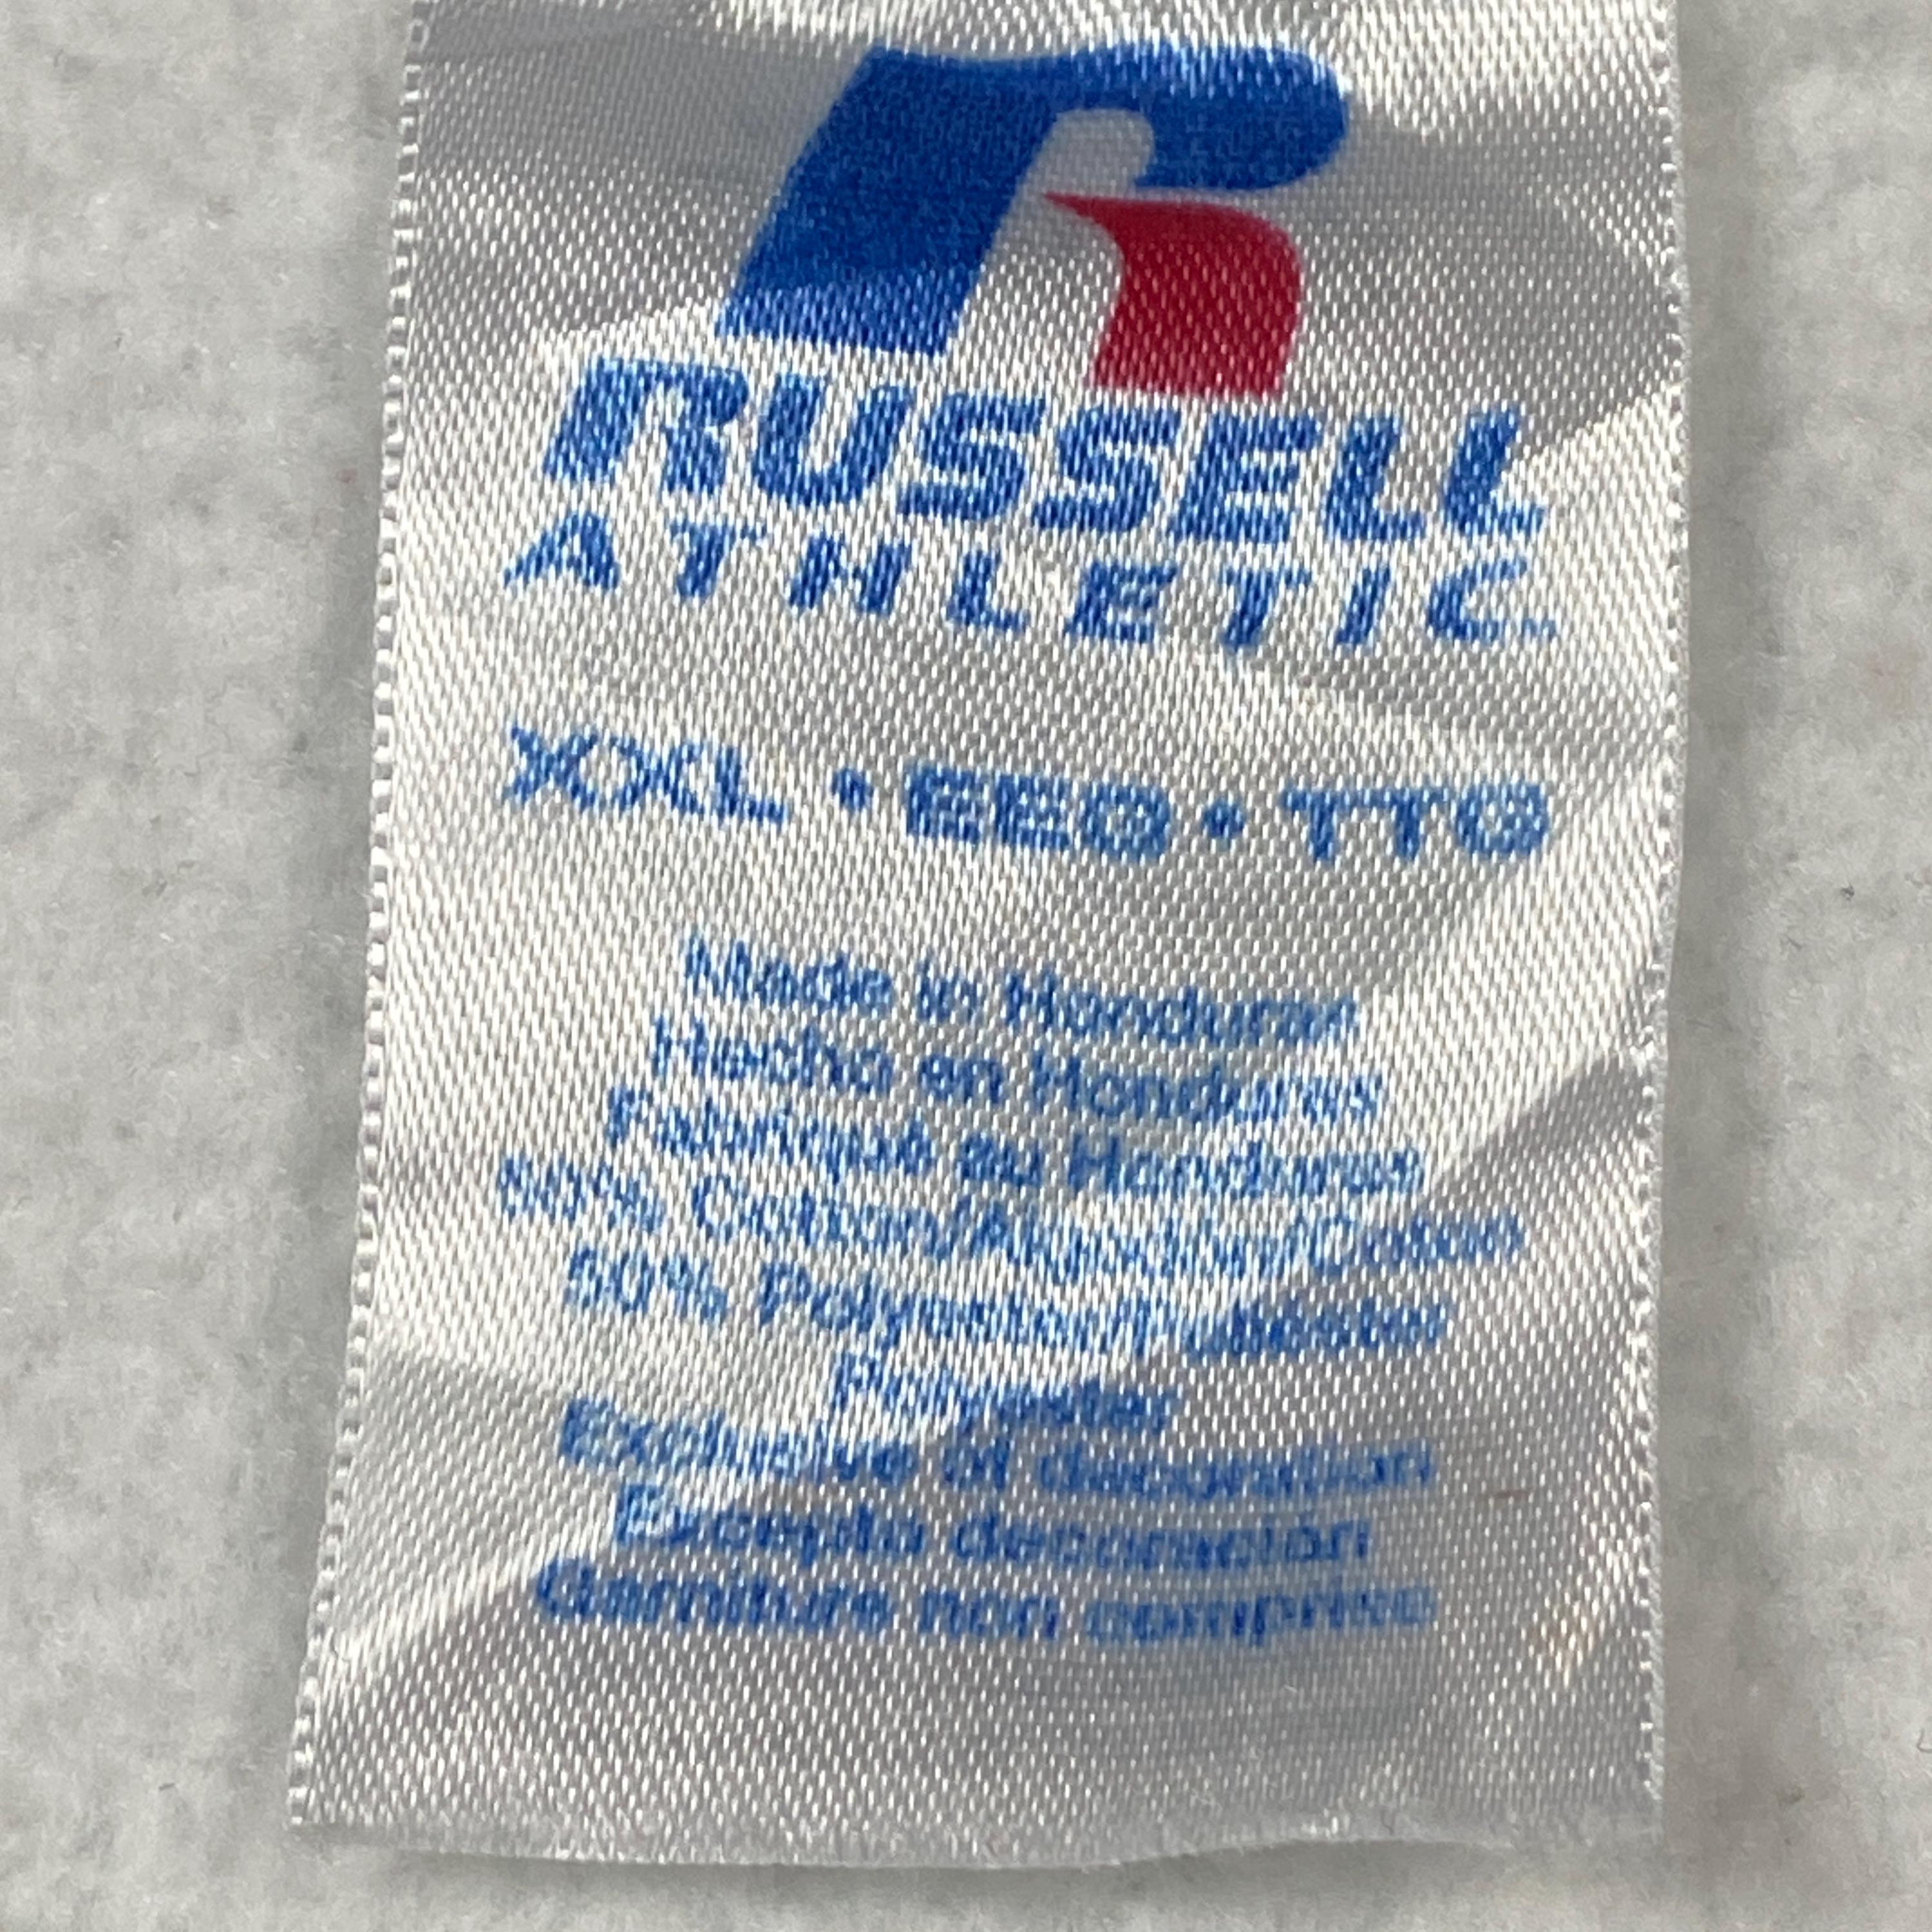 RUSSELL
ATHLETIC
XXL • EEG • TTG
Made in Honduras
Hecho en Honduras
Fabriqué au Honduras
50% Cotton/Algodón/Coton
50% Polyester/Poliéster
Polyester
Exclusive of decoration
Excepto decoración
Garniture non comprise